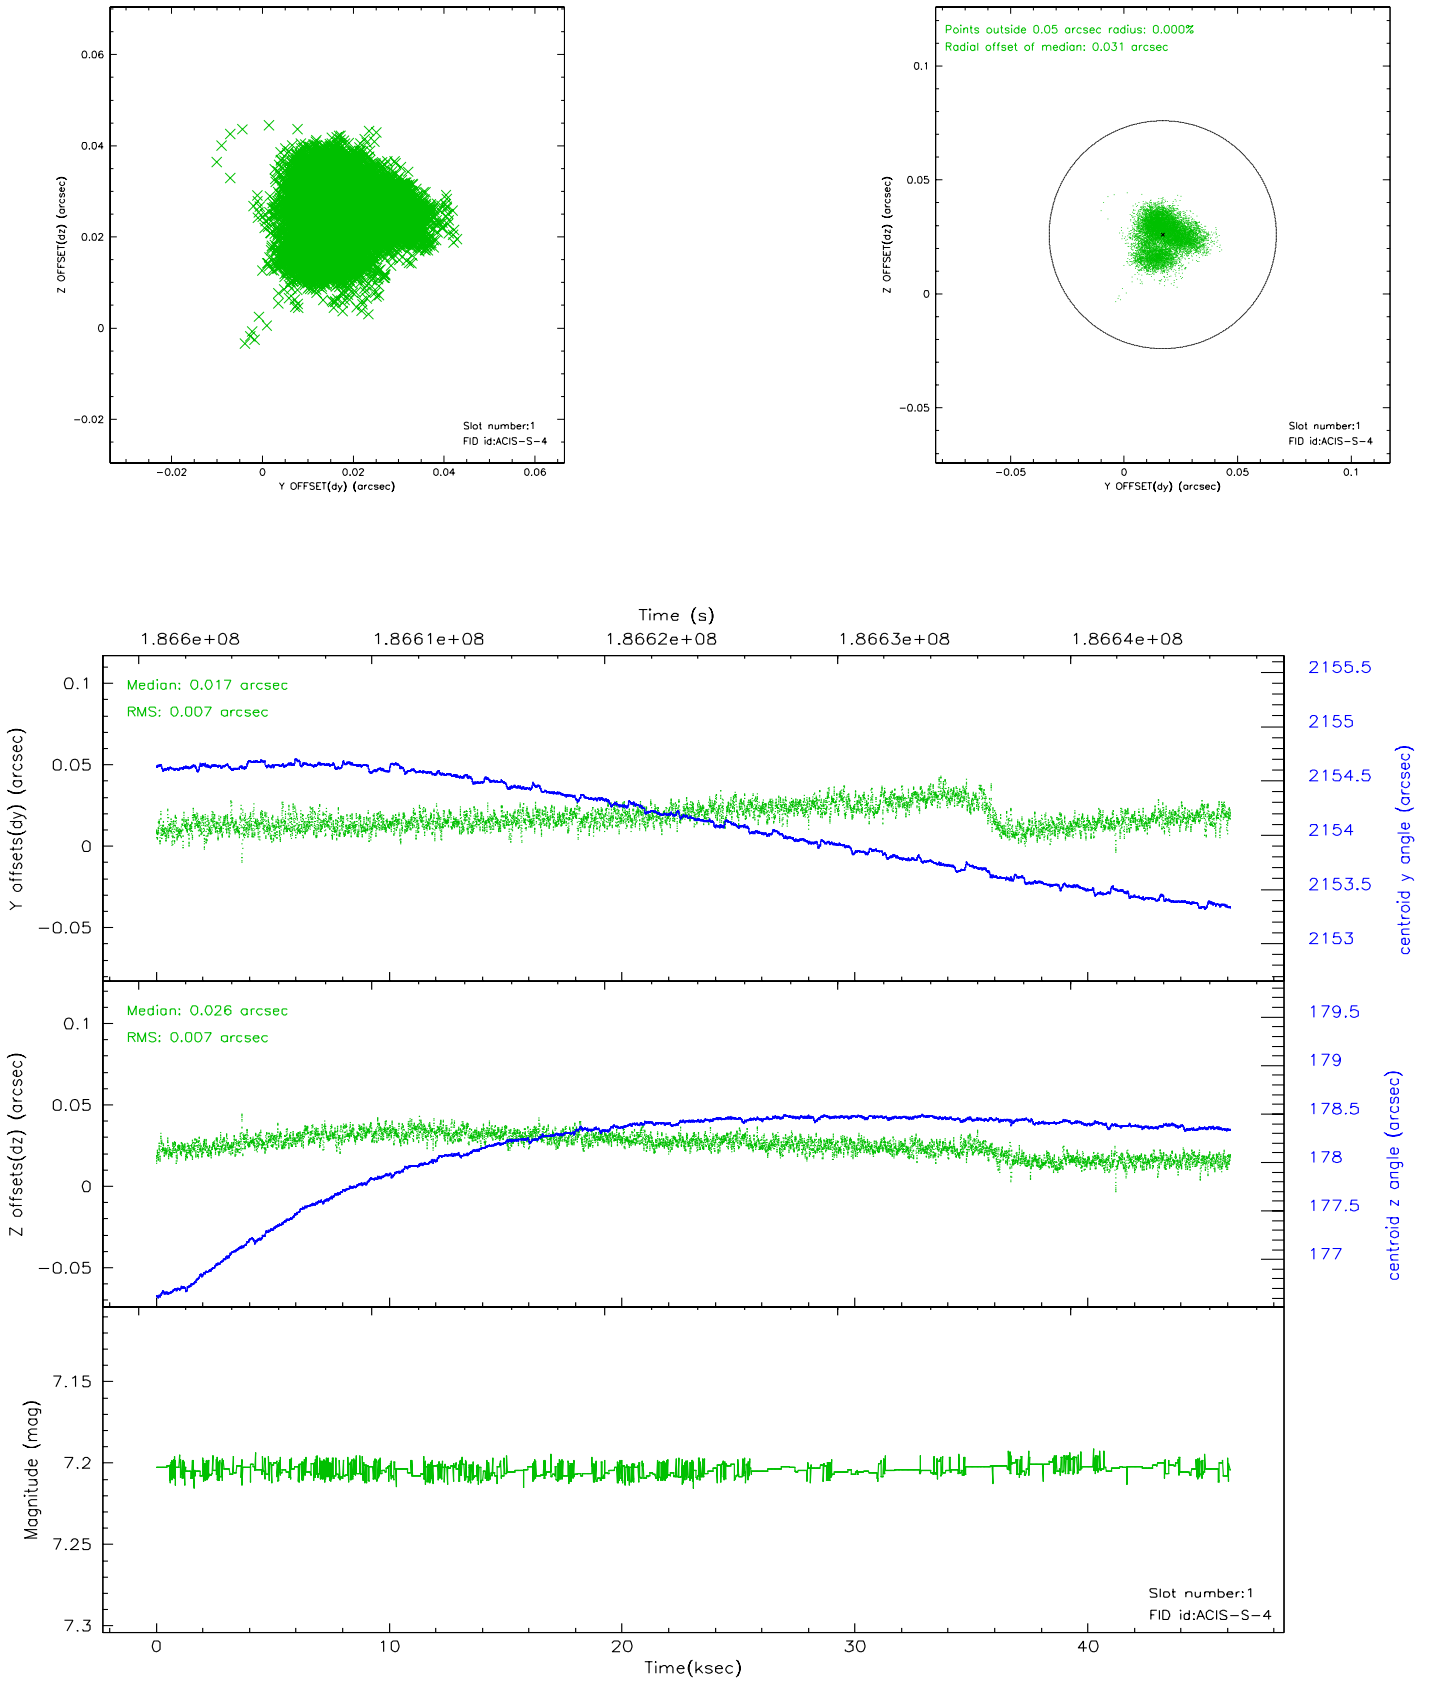 0.06
0.04
0.02
0
−0.02
Z OFFSET(dz) (arcsec)
Slot number:1
FID id:ACIS−S−4
−0.02 0 0.02 0.04 0.06
Y OFFSET(dy) (arcsec)
Points outside 0.05 arcsec radius: 0.000%
Radial offset of median: 0.031 arcsec
0.1
0.05
0
−0.05
Z OFFSET(dz) (arcsec)
Slot number:1
FID id:ACIS−S−4
−0.05 0 0.05 0.1
Y OFFSET(dy) (arcsec)
Time (s)
1.866e+08 1.8661e+08 1.8662e+08 1.8663e+08 1.8664e+08
Median: 0.017 arcsec
RMS: 0.007 arcsec
0.1
0.05
0
−0.05
Y offsets(dy) (arcsec)
2155.5
2155
2154.5
2154
2153.5
2153
centroid y angle (arcsec)
Median: 0.026 arcsec
RMS: 0.007 arcsec
0.1
0.05
0
−0.05
Z offsets(dz) (arcsec)
179.5
179
178.5
178
177.5
177
centroid z angle (arcsec)
7.15
7.2
7.25
7.3
Magnitude (mag)
Slot number:1
FID id:ACIS−S−4
0 10 20 30 40
Time(ksec)